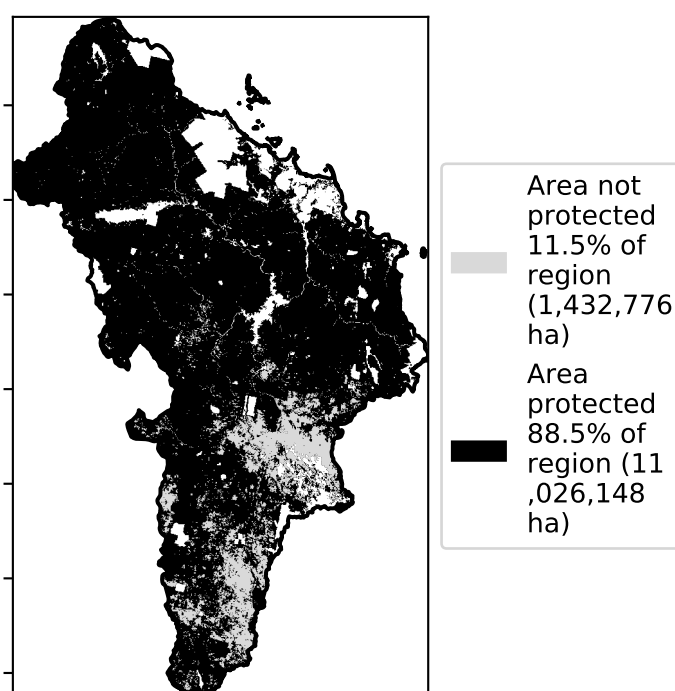 Area not
protected
11.5% of
region
(1,432,776
ha)
Area
protected
88.5% of
region (11
,026,148
ha)